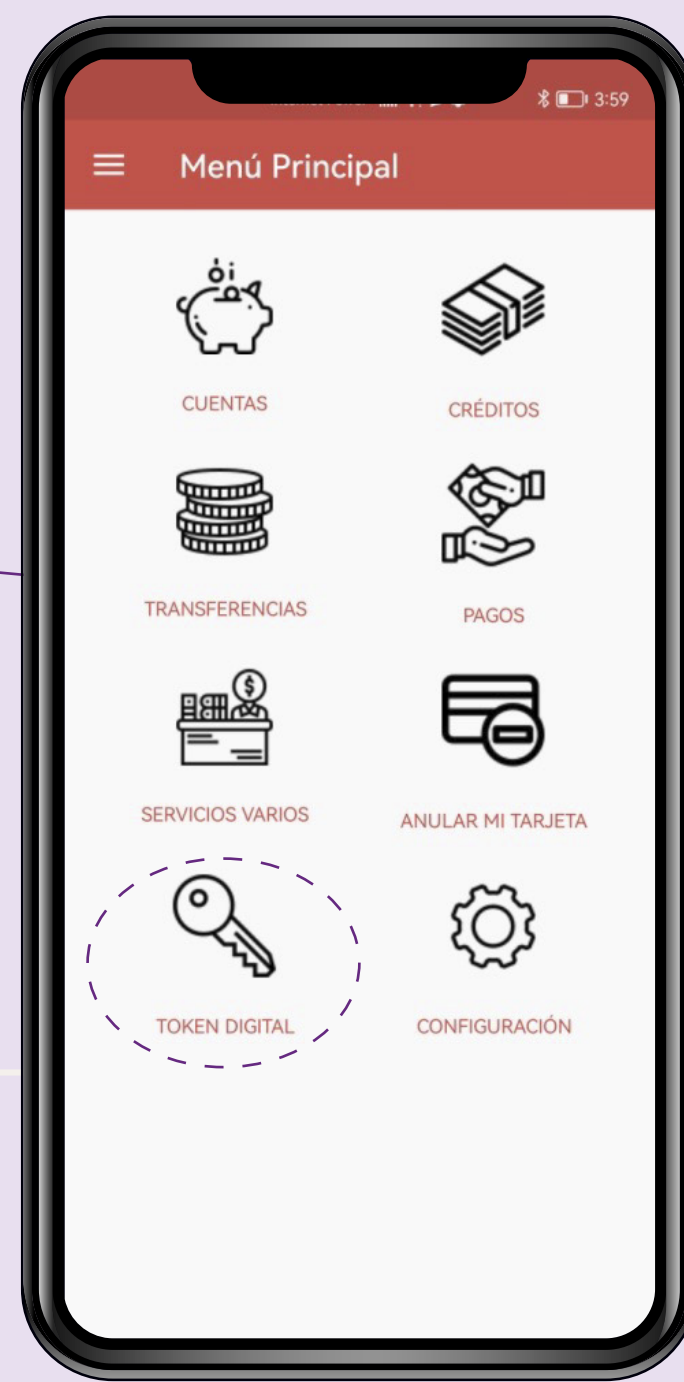 3:59
Menú Principal
CUENTAS
CRÉDITOS
TRANSFERENCIAS
PAGOS
$
SERVICIOS VARIOS
ANULAR MI TARJETA
TOKEN DIGITAL
CONFIGURACIÓN